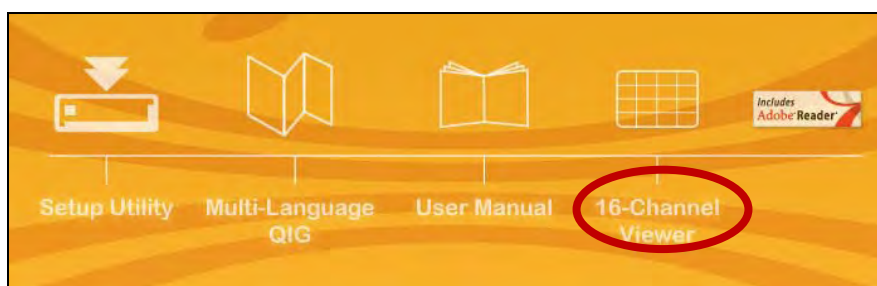 Includes
Adobe Reader
Setup Utility
Multi-Language
QIG
User Manual
16-Channel
Viewer